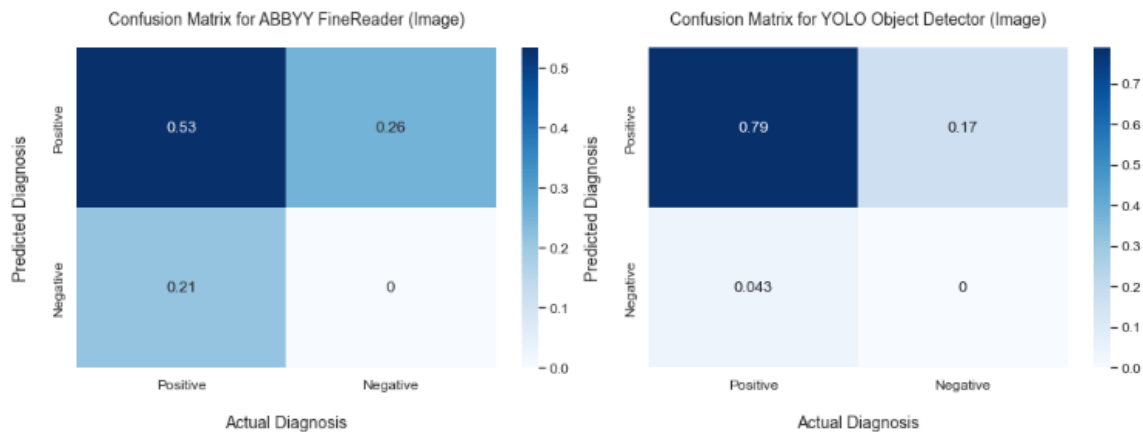 Confusion Matrix for ABBYY FineReader (Image)
Predicted Diagnosis
Positive
Negative
0.53
0.26
0.21
0
Positive
Negative
Actual Diagnosis
0.5
0.4
0.3
0.2
0.1
0.0
Confusion Matrix for YOLO Object Detector (Image)
Predicted Diagnosis
Positive
Negative
0.79
0.17
0.043
0
Positive
Negative
Actual Diagnosis
0.7
0.6
0.5
0.4
0.3
0.2
0.1
0.0